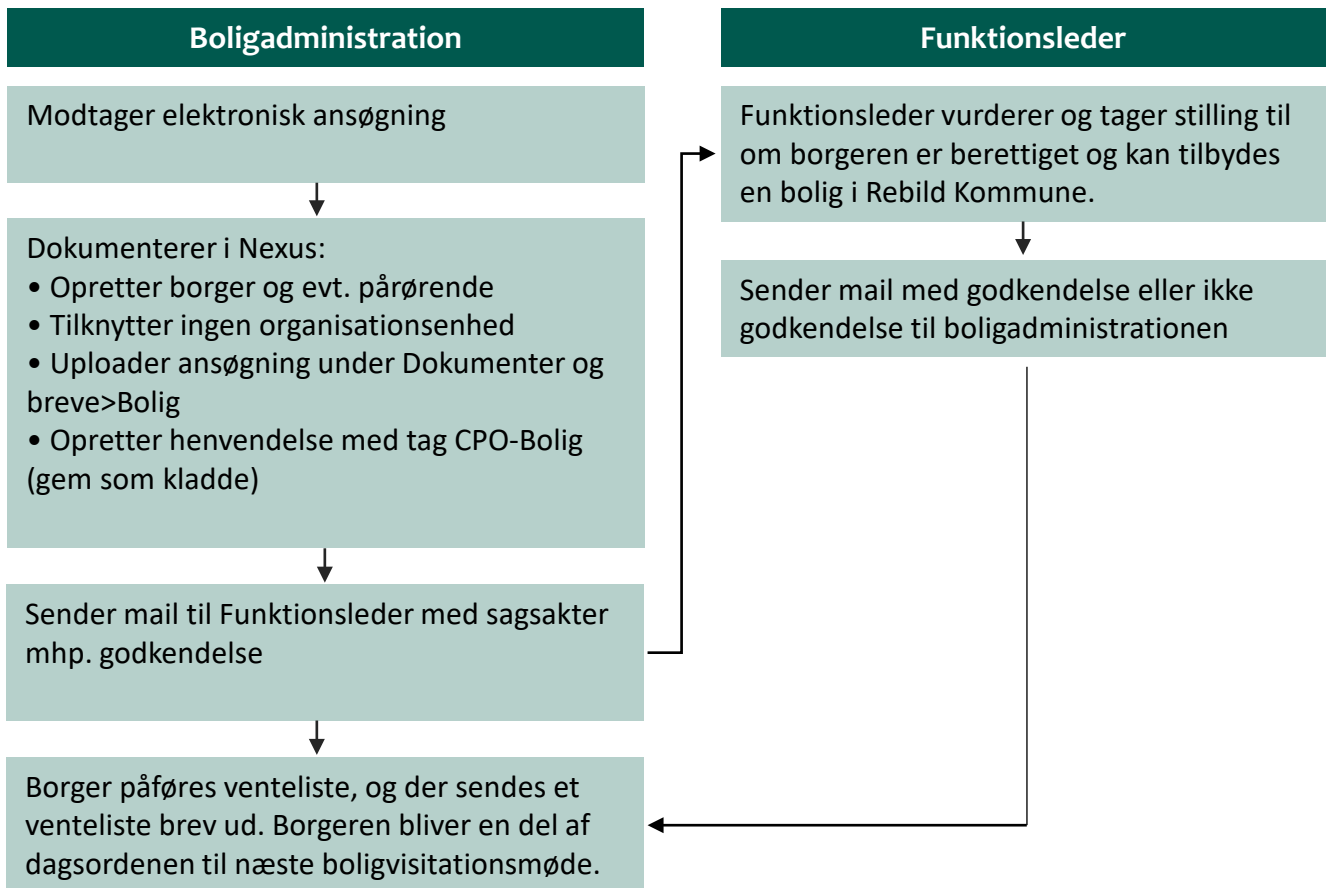 Boligadministration
Modtager elektronisk ansøgning
Dokumenterer i Nexus:
• Opretter borger og evt. pårørende
• Tilknytter ingen organisationsenhed
• Uploader ansøgning under Dokumenter og
breve>Bolig
• Opretter henvendelse med tag CPO-Bolig
(gem som kladde)
Sender mail til Funktionsleder med sagsakter
mhp. godkendelse
Borger påføres venteliste, og der sendes et
venteliste brev ud. Borgeren bliver en del af
dagsordenen til næste boligvisitationsmøde.
Funktionsleder
Funktionsleder vurderer og tager stilling til
om borgeren er berettiget og kan tilbydes
en bolig i Rebild Kommune.
Sender mail med godkendelse eller ikke
godkendelse til boligadministrationen